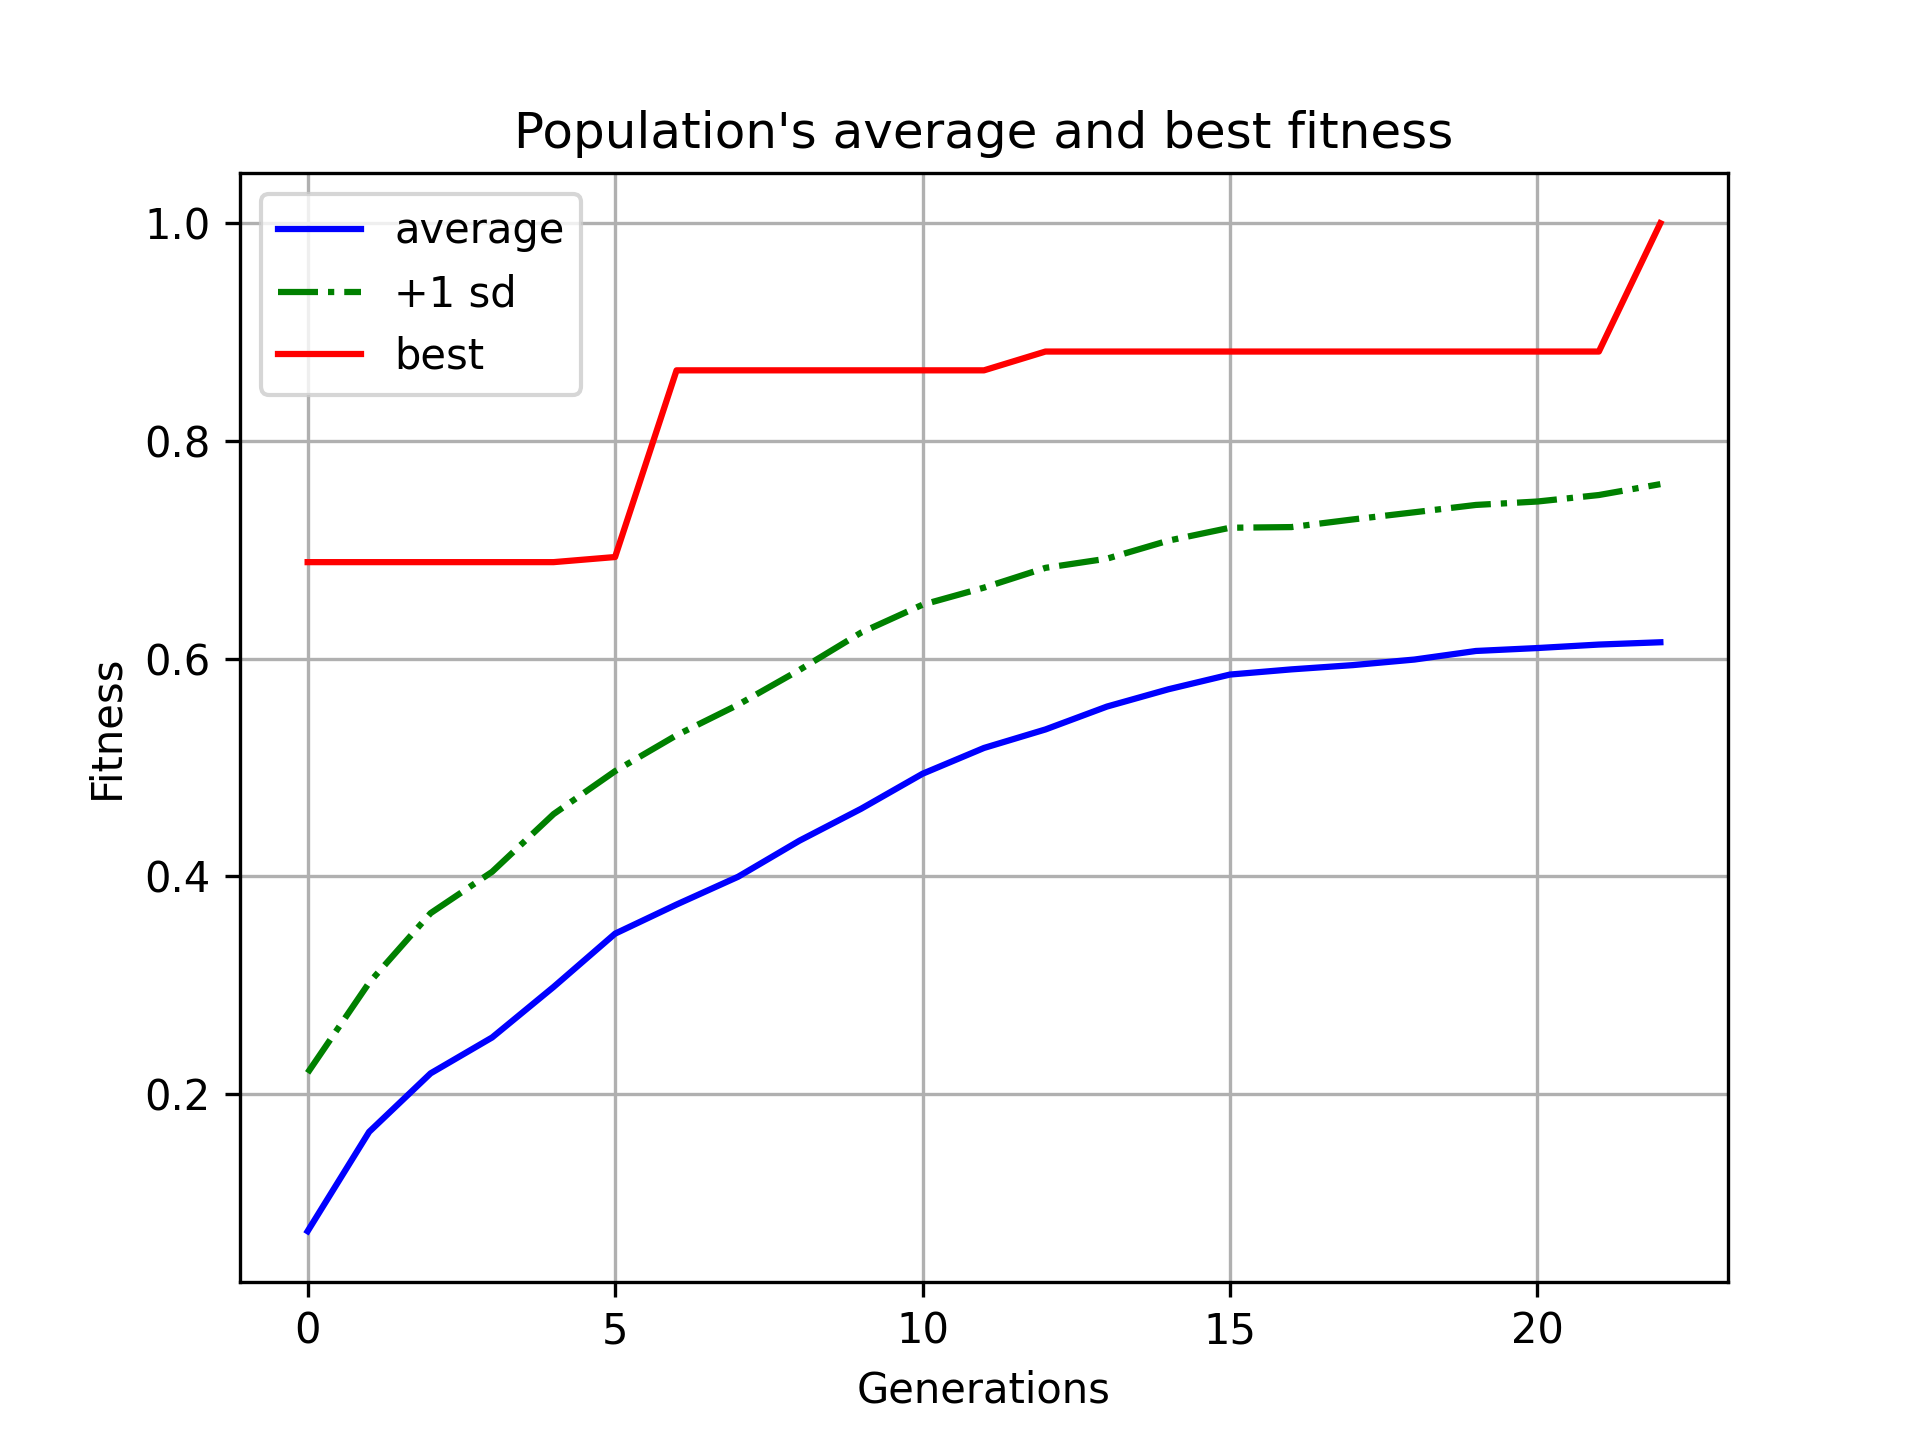 Population's average and best fitness
average
+1 sd
best
1.0
0.8
0.6
0.4
0.2
Fitness
0 5 10 15 20
Generations